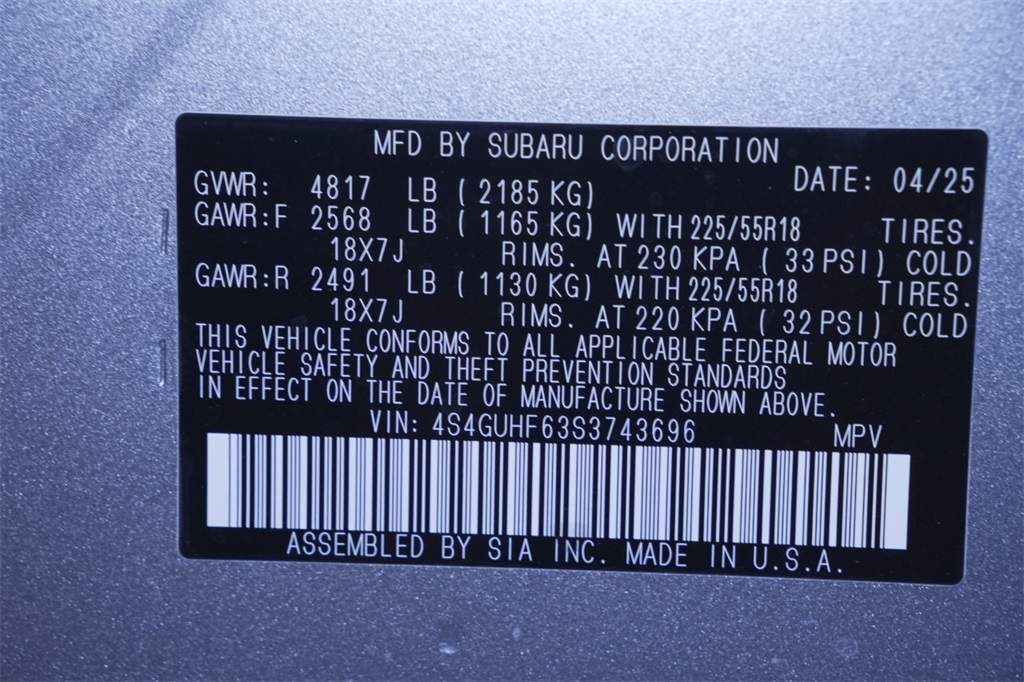 MFD BY SUBARU CORPORATION
DATE: 04/25
GVWR: 4817 LB ( 2185 KG)
GAWR:F 2568 LB ( 1165 KG) WITH 225/55R18 TIRES.
18X7J RIMS. AT 230 KPA ( 33 PSI) COLD
GAWR:R 2491 LB ( 1130 KG) WITH 225/55R18 TIRES.
18X7J RIMS. AT 220 KPA ( 32 PSI) COLD
THIS VEHICLE CONFORMS TO ALL APPLICABLE FEDERAL MOTOR
VEHICLE SAFETY AND THEFT PREVENTION STANDARDS
IN EFFECT ON THE DATE OF MANUFACTURE SHOWN ABOVE.
VIN: 4S4GUHF63S3743696 MPV
ASSEMBLED BY SIA INC. MADE IN U.S.A.